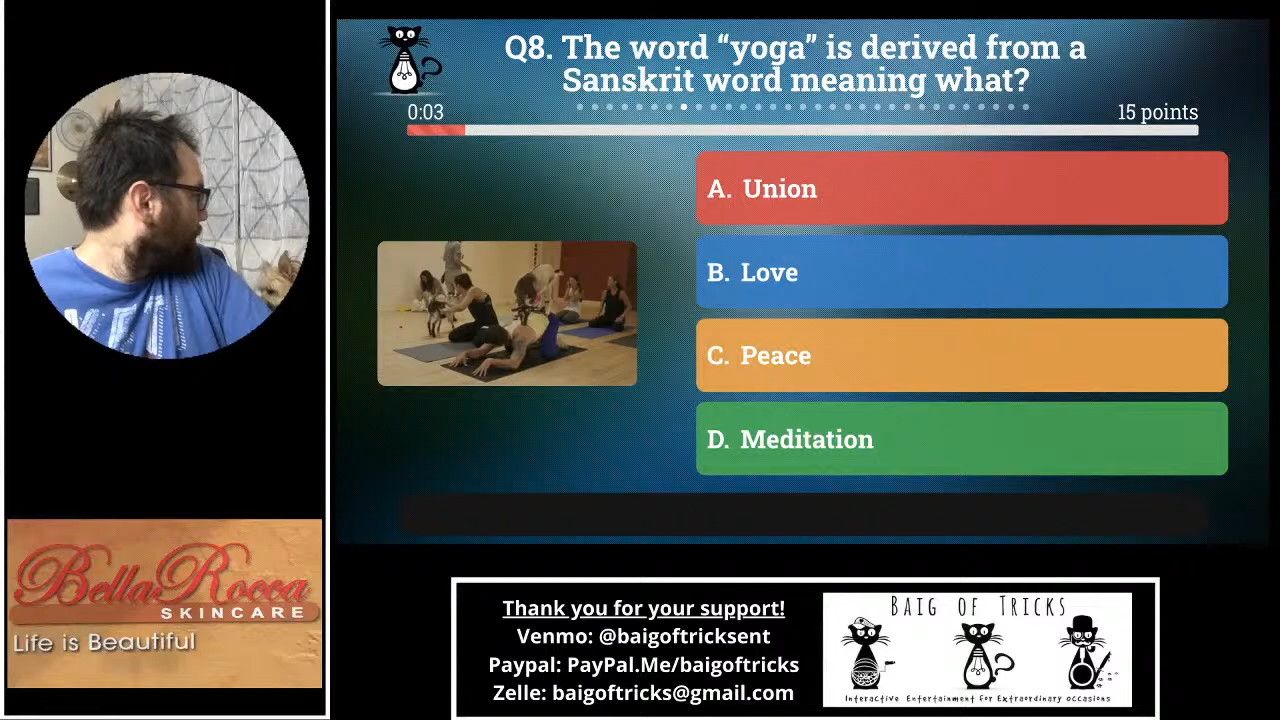 Q8. The word “yoga” is derived from a
Sanskrit word meaning what?
0:03
15 points
A. Union
B. Love
C. Peace
D. Meditation
BellaRocca
SKINCARE
Life is Beautiful
Thank you for your support!
Venmo: @baigoftricksent
Paypal: PayPal.Me/baigoftricks
Zelle: baigoftricks@gmail.com
BAIG OF TRICKS
Interactive Entertainment for Extraordinary occasions